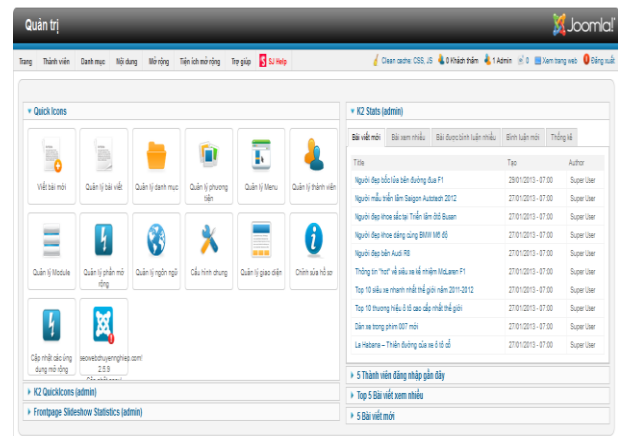 Quản trị
Joomla!
Trang Thành viên Danh mục Nội dung Mở rộng Tiện ích mở rộng Trợ giúp S SJ Help
Clean cache: CSS, JS 0 Khách thăm 1 Admin 0 Xem trang web Đăng xuất
Quick Icons
Viết bài mới
Quản lý bài viết
Quản lý danh mục
Quản lý phương tiện
Quản lý Menu
Quản lý thành viên
Quản lý Module
Quản lý phần mở rộng
Quản lý ngôn ngữ
Cấu hình chung
Quản lý giao diện
Chỉnh sửa hồ sơ
Cập nhật các ứng dụng mở rộng
seowebchuyennghiep.com!
2.5.9
K2 QuickIcons (admin)
Frontpage Slideshow Statistics (admin)
K2 Stats (admin)
Bài viết mới Bài xem nhiều Bài được bình luận nhiều Bình luận mới Thống kê
Title Tạo Author
Người đẹp bốc lửa bên đường đua F1 29/01/2013 - 07:00 Super User
Người mẫu triển lãm Saigon Autotech 2012 27/01/2013 - 07:00 Super User
Người đẹp khoe sắc tại Triển lãm ôtô Busan 27/01/2013 - 07:00 Super User
Người đẹp khoe dáng cùng BMW M6 đỏ 27/01/2013 - 07:00 Super User
Người đẹp bên Audi R8 27/01/2013 - 07:00 Super User
Thông tin "hot" về siêu xe kế nhiệm McLaren F1 27/01/2013 - 07:00 Super User
Top 10 siêu xe nhanh nhất thế giới năm 2011-2012 27/01/2013 - 07:00 Super User
Top 10 thương hiệu ô tô cao cấp nhất thế giới 27/01/2013 - 07:00 Super User
Dàn xe trong phim 007 mới 27/01/2013 - 07:00 Super User
La Habana – Thiên đường của xe ô tô cổ 27/01/2013 - 07:00 Super User
5 Thành viên đăng nhập gần đây
Top 5 Bài viết xem nhiều
5 Bài viết mới